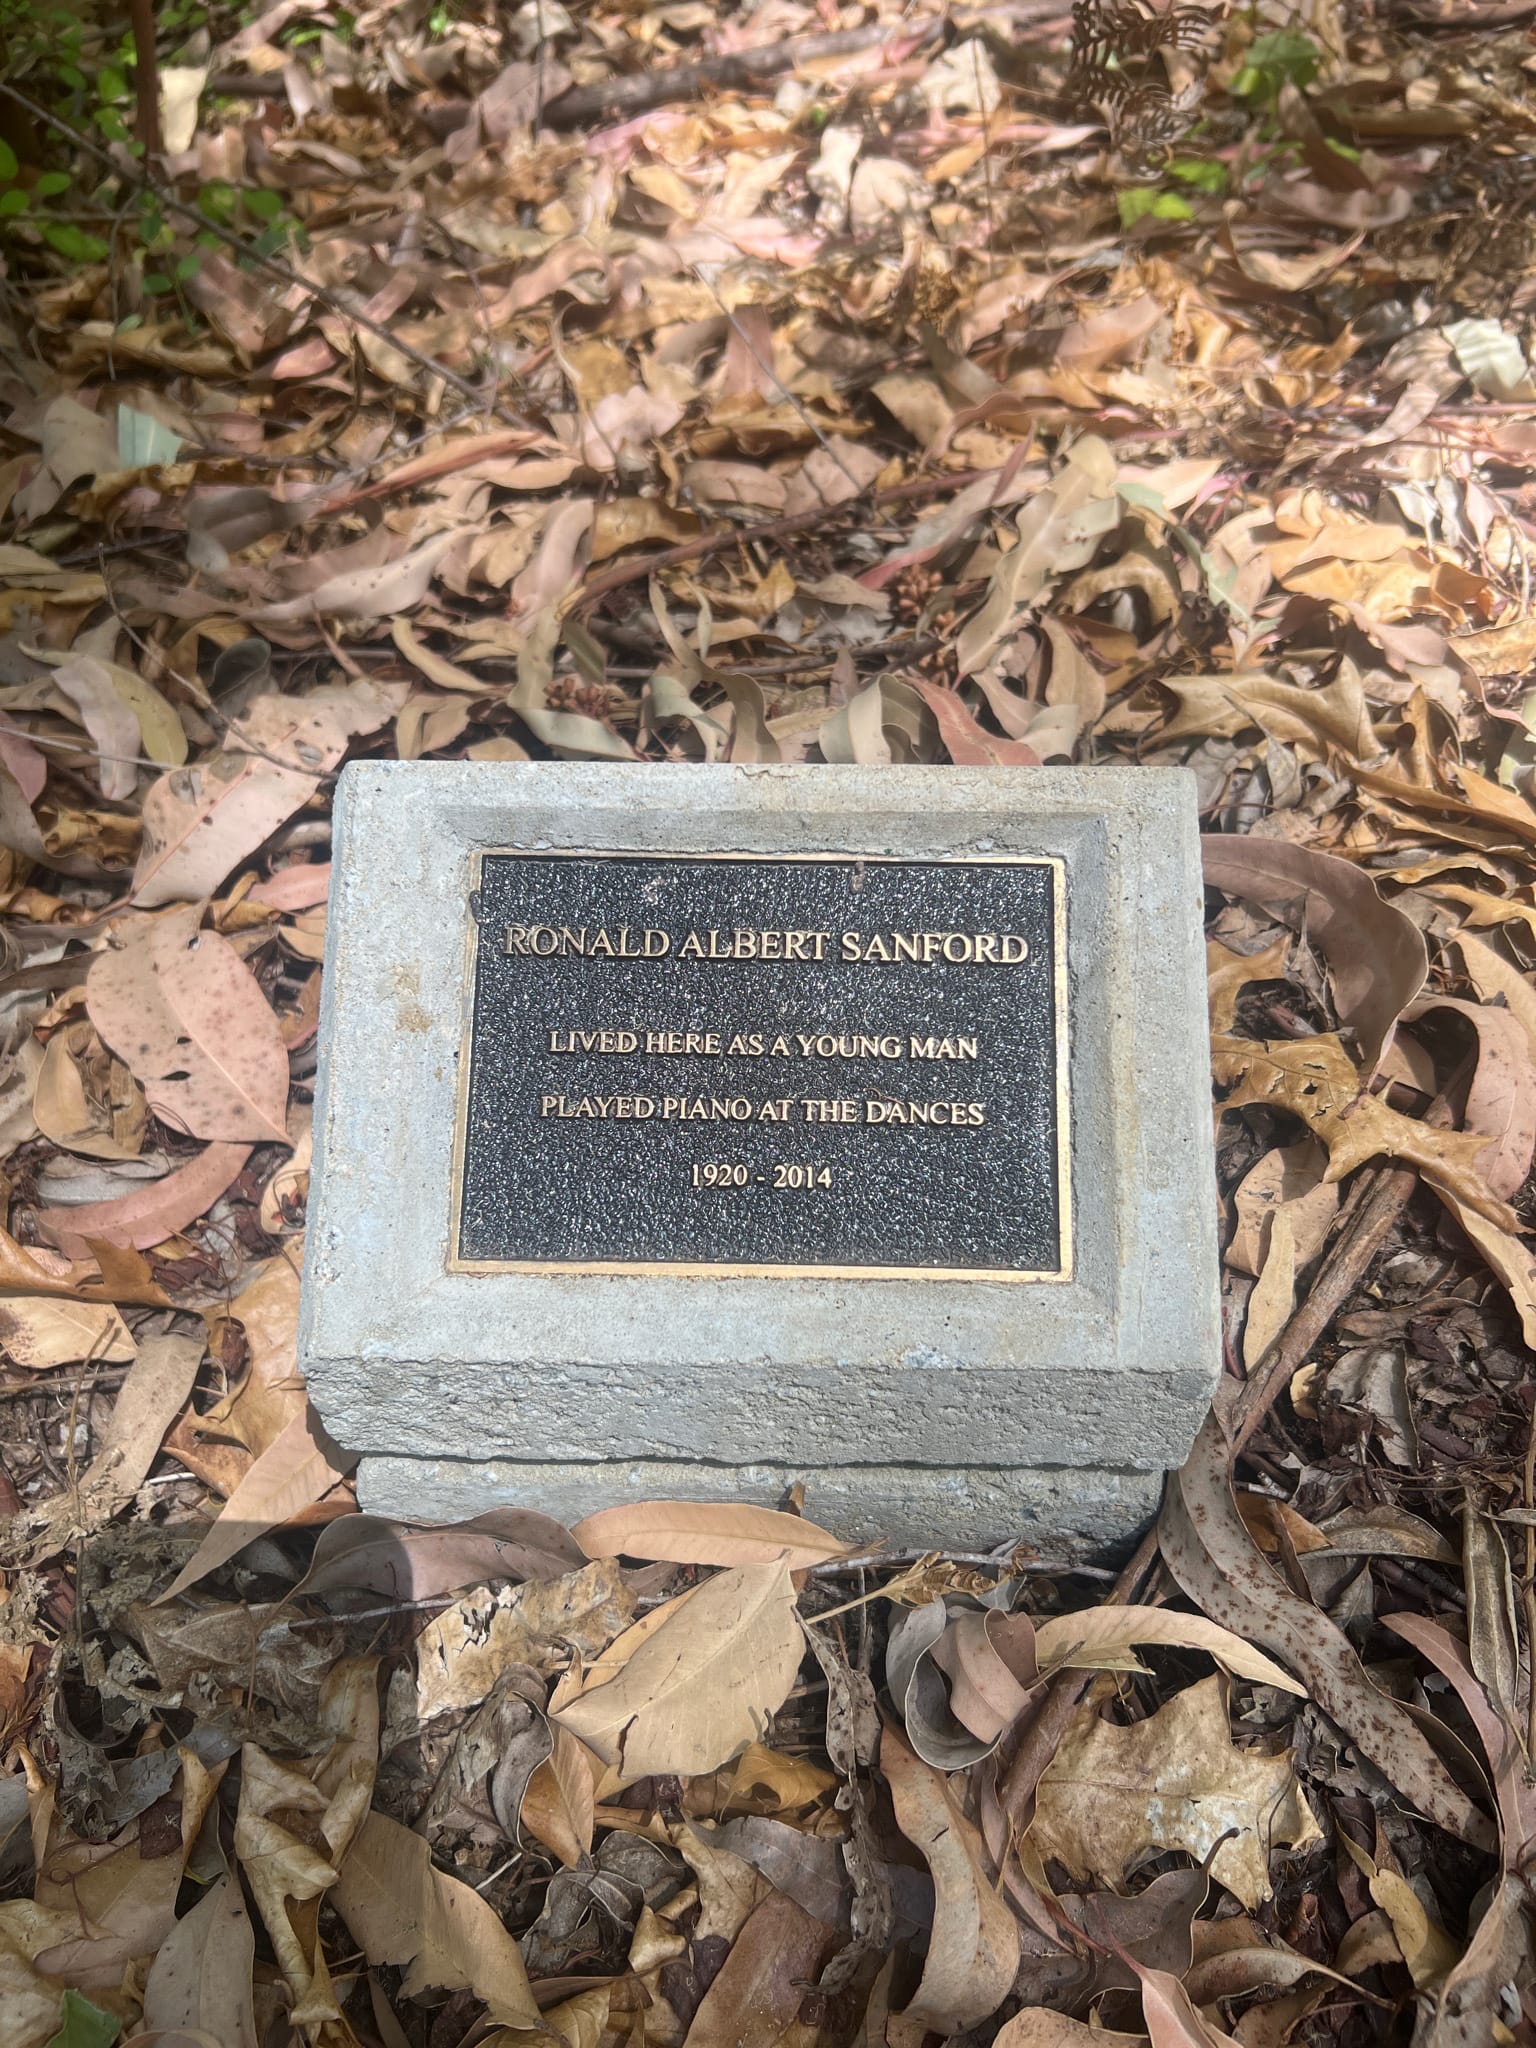 RONALD ALBERT SANFORD
LIVED HERE AS A YOUNG MAN
PLAYED PIANO AT THE DANCES
1920 - 2014